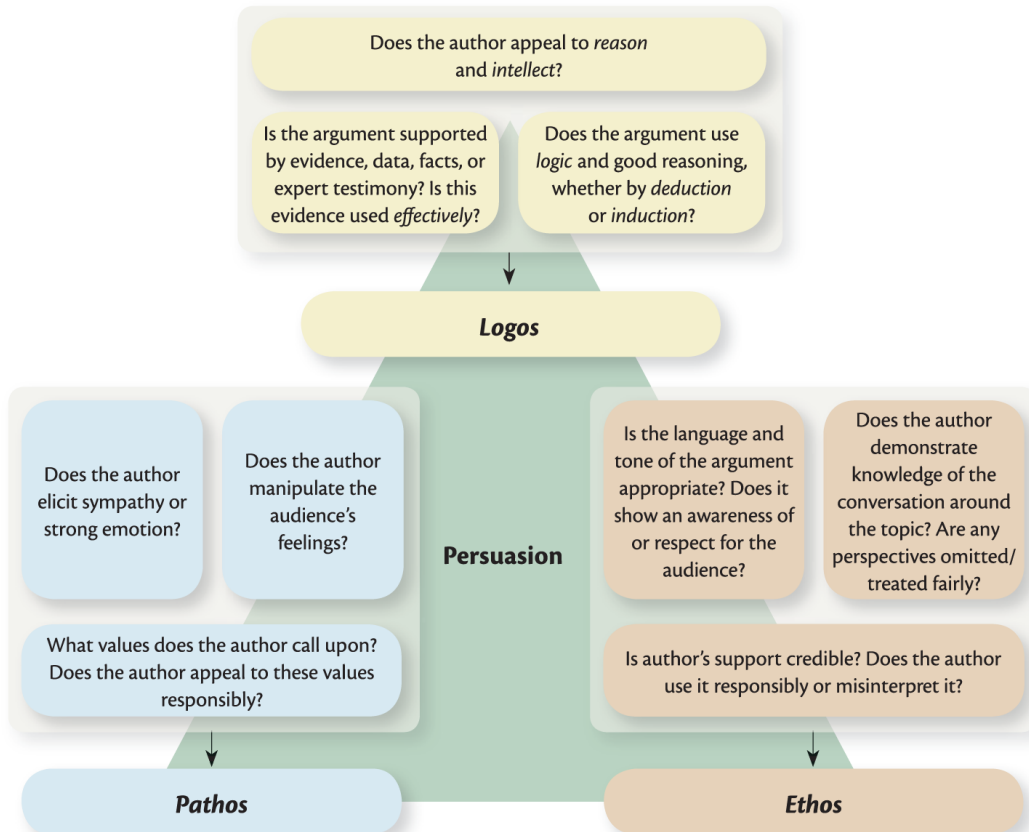 Does the author appeal to reason
and intellect?
Is the argument supported
by evidence, data, facts, or
expert testimony? Is this
evidence used effectively?
Does the argument use
logic and good reasoning,
whether by deduction
or induction?
Logos
Does the author
elicit sympathy or
strong emotion?
Does the author
manipulate the
audience’s
feelings?
What values does the author call upon?
Does the author appeal to these values
responsibly?
Pathos
Persuasion
Is the language and
tone of the argument
appropriate? Does it
show an awareness of
or respect for the
audience?
Does the author
demonstrate
knowledge of the
conversation around
the topic? Are any
perspectives omitted/
treated fairly?
Is author’s support credible? Does the author
use it responsibly or misinterpret it?
Ethos